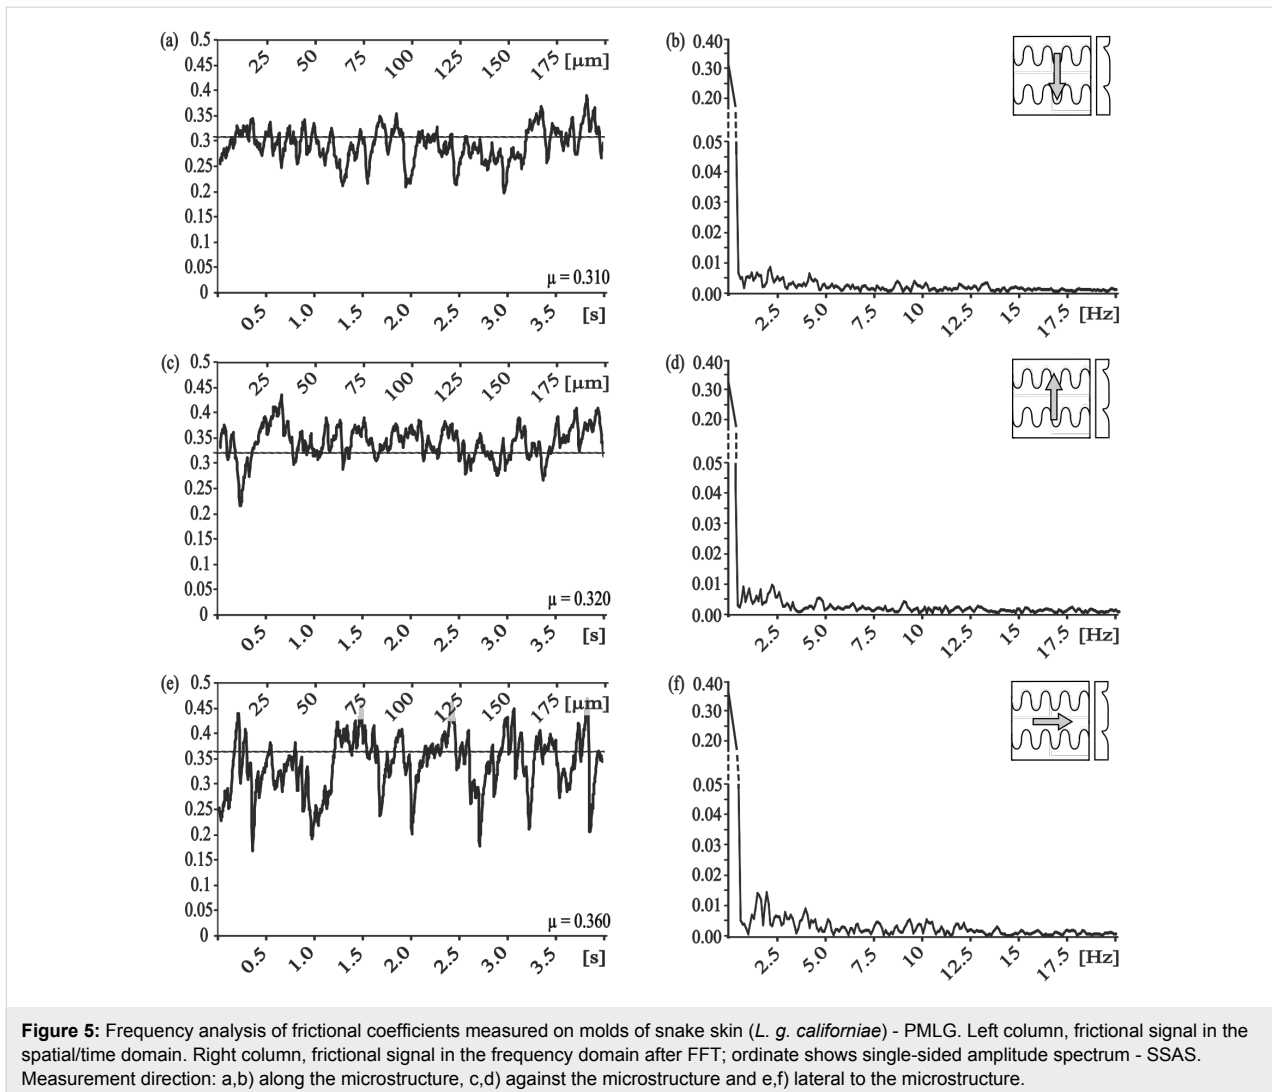 (a) 0.5 0.45 0.4 0.35 0.3 0.25 0.2 0.15 0.1 0.05 0
25 50 75 100 125 150 175 [µm]
µ = 0.310
0.5 1.0 1.5 2.0 2.5 3.0 3.5 [s]
(b) 0.40 0.30 0.20 0.05 0.04 0.03 0.02 0.01 0.00
2.5 5.0 7.5 10 12.5 15 17.5 [Hz]
(c) 0.5 0.45 0.4 0.35 0.3 0.25 0.2 0.15 0.1 0.05 0
25 50 75 100 125 150 175 [µm]
µ = 0.320
0.5 1.0 1.5 2.0 2.5 3.0 3.5 [s]
(d) 0.40 0.30 0.20 0.05 0.04 0.03 0.02 0.01 0.00
2.5 5.0 7.5 10 12.5 15 17.5 [Hz]
(e) 0.5 0.45 0.4 0.35 0.3 0.25 0.2 0.15 0.1 0.05 0
25 50 75 100 125 150 175 [µm]
µ = 0.360
0.5 1.0 1.5 2.0 2.5 3.0 3.5 [s]
(f) 0.40 0.30 0.20 0.05 0.04 0.03 0.02 0.01 0.00
2.5 5.0 7.5 10 12.5 15 17.5 [Hz]
Figure 5: Frequency analysis of frictional coefficients measured on molds of snake skin (L. g. californiae) - PMLG. Left column, frictional signal in the
spatial/time domain. Right column, frictional signal in the frequency domain after FFT; ordinate shows single-sided amplitude spectrum - SSAS.
Measurement direction: a,b) along the microstructure, c,d) against the microstructure and e,f) lateral to the microstructure.